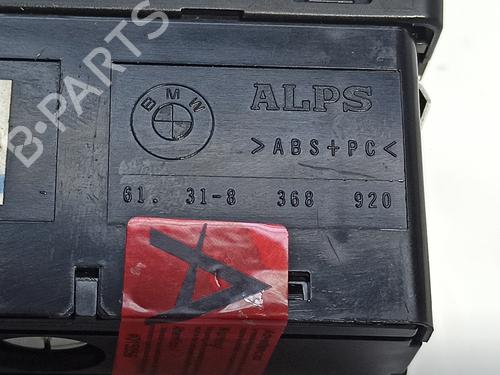 B-PARTS
BMW
ALPS
>ABS+PC<
61. 31-8 368 920